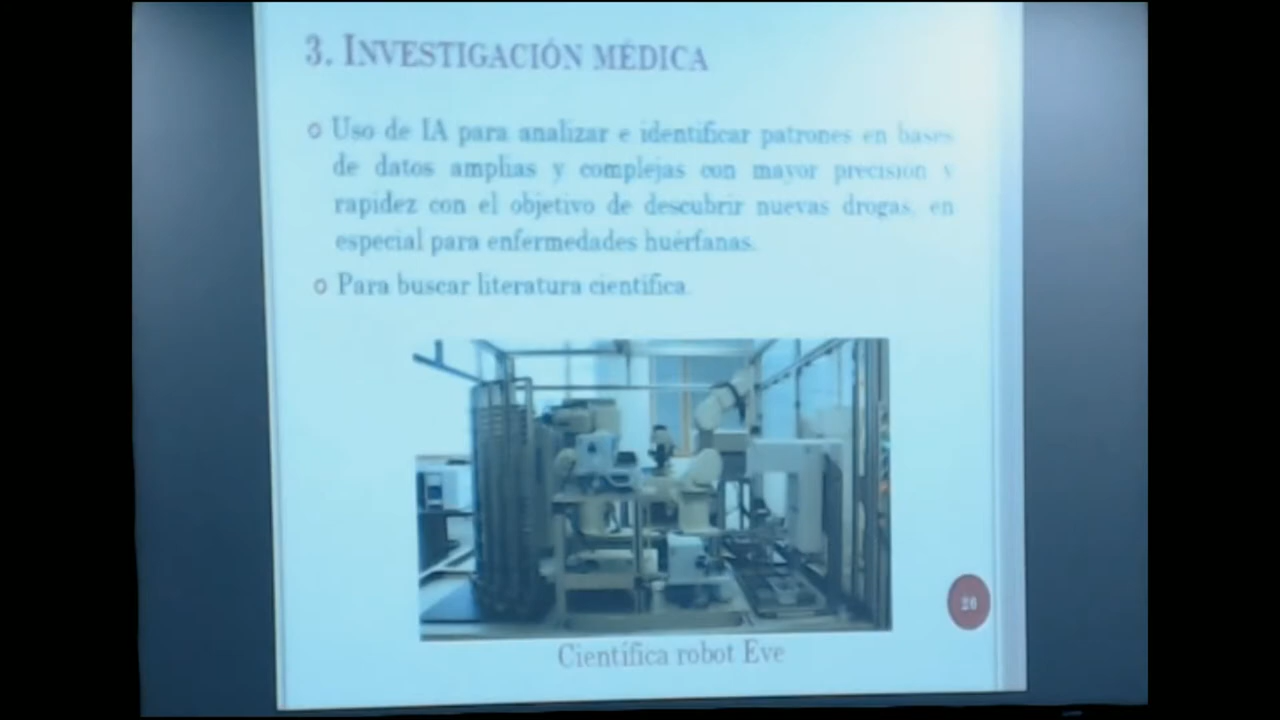 3. INVESTIGACIÓN MÉDICA
Uso de IA para analizar e identificar patrones en bases
de datos amplias y complejas con mayor precisión y
rapidez con el objetivo de descubrir nuevas drogas, en
especial para enfermedades huérfanas.
Para buscar literatura científica.
Científica robot Eve
26